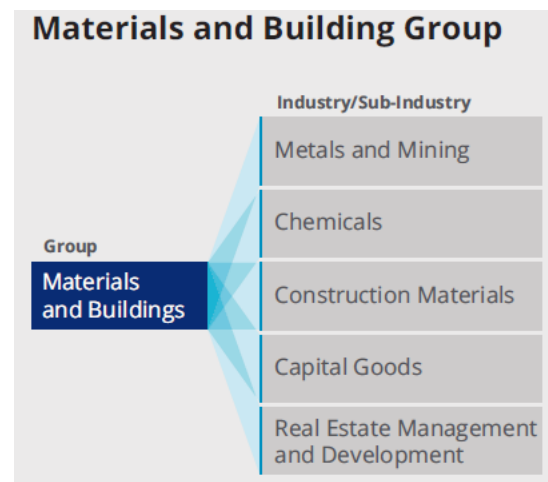 Materials and Building Group
Industry/Sub-Industry
Metals and Mining
Chemicals
Group
Materials
and Buildings
Construction Materials
Capital Goods
Real Estate Management
and Development